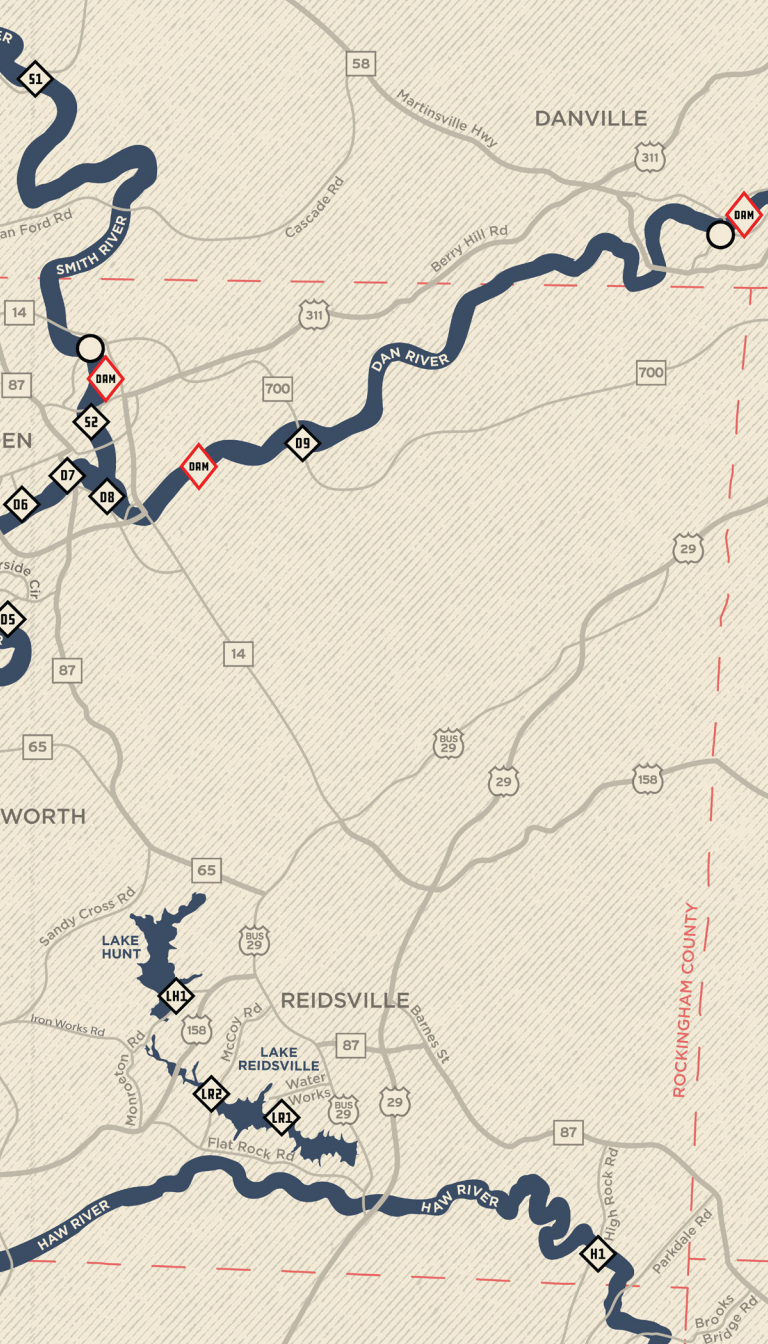 ER
S1
58
Martinsville Hwy
DANVILLE
311
an Ford Rd
Cascade Rd
DAM
SMITH RIVER
Berry Hill Rd
14
311
DAN RIVER
87
DAM
700
700
S2
EN
D9
DAM
D7
D6
D8
29
rside Cir
D5
R
14
87
65
BUS
29
29
158
WORTH
65
Sandy Cross Rd
LAKE
HUNT
BUS
29
ROCKINGHAM COUNTY
LH1
REIDSVILLE
Iron Works Rd
158
McCoy Rd
Barnes St
87
Monroeton Rd
LAKE
REIDSVILLE
Water
Works
LR2
BUS
29
29
LR1
87
Flat Rock Rd
High Rock Rd
HAW RIVER
HAW RIVER
Parkdale Rd
H1
Brooks
Bridge Rd